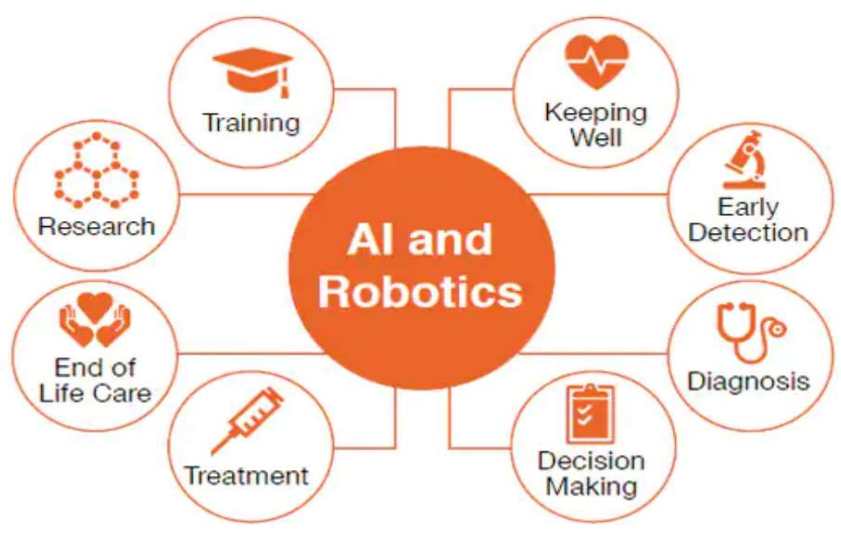 AI and
Robotics
Training
Keeping
Well
Research
Early
Detection
End of
Life Care
Diagnosis
Treatment
Decision
Making